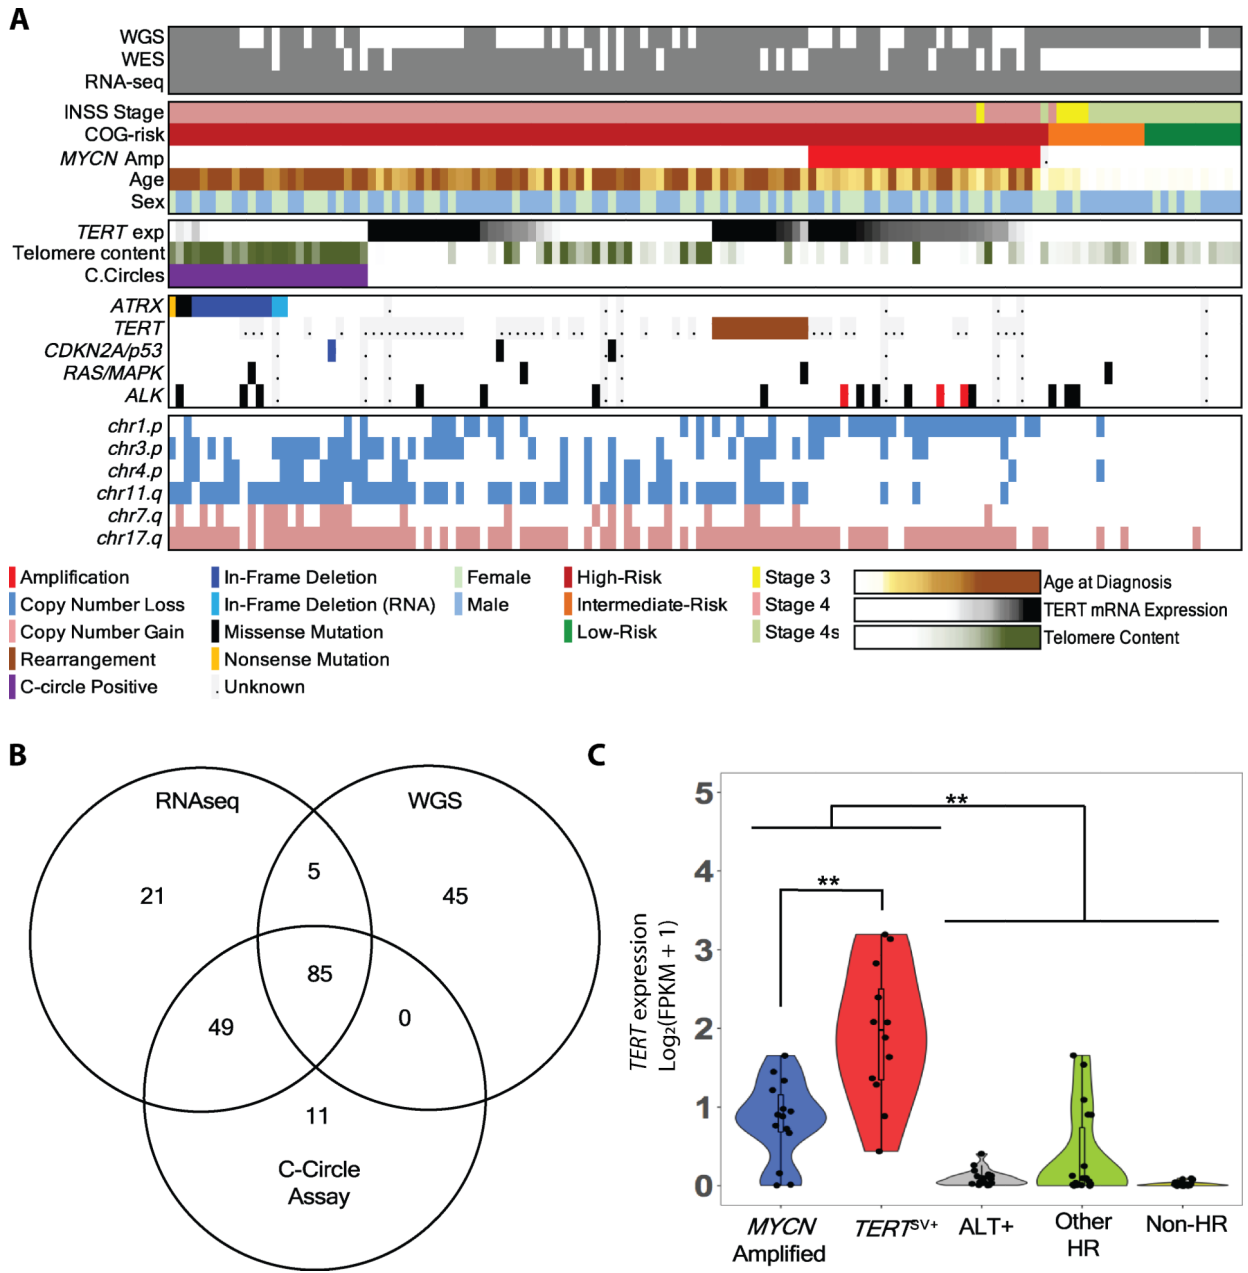 A
WGS
WES
RNA-seq
INSS Stage
COG-risk
MYCN Amp
Age
Sex
TERT exp
Telomere content
C.Circles
ATRX
TERT
CDKN2A/p53
RAS/MAPK
ALK
chr1.p
chr3.p
chr4.p
chr11.q
chr7.q
chr17.q
Amplification
Copy Number Loss
Copy Number Gain
Rearrangement
C-circle Positive
In-Frame Deletion
In-Frame Deletion (RNA)
Missense Mutation
Nonsense Mutation
. Unknown
Female
Male
High-Risk
Intermediate-Risk
Low-Risk
Stage 3
Stage 4
Stage 4s
Age at Diagnosis
TERT mRNA Expression
Telomere Content
B
RNAseq
WGS
5
21
45
85
49
0
11
C-Circle
Assay
C
TERT expression
Log₂(FPKM + 1)
5
4
3
2
1
0
**
**
MYCN
Amplified
TERTˢⱽ⁺
ALT+
Other
HR
Non-HR